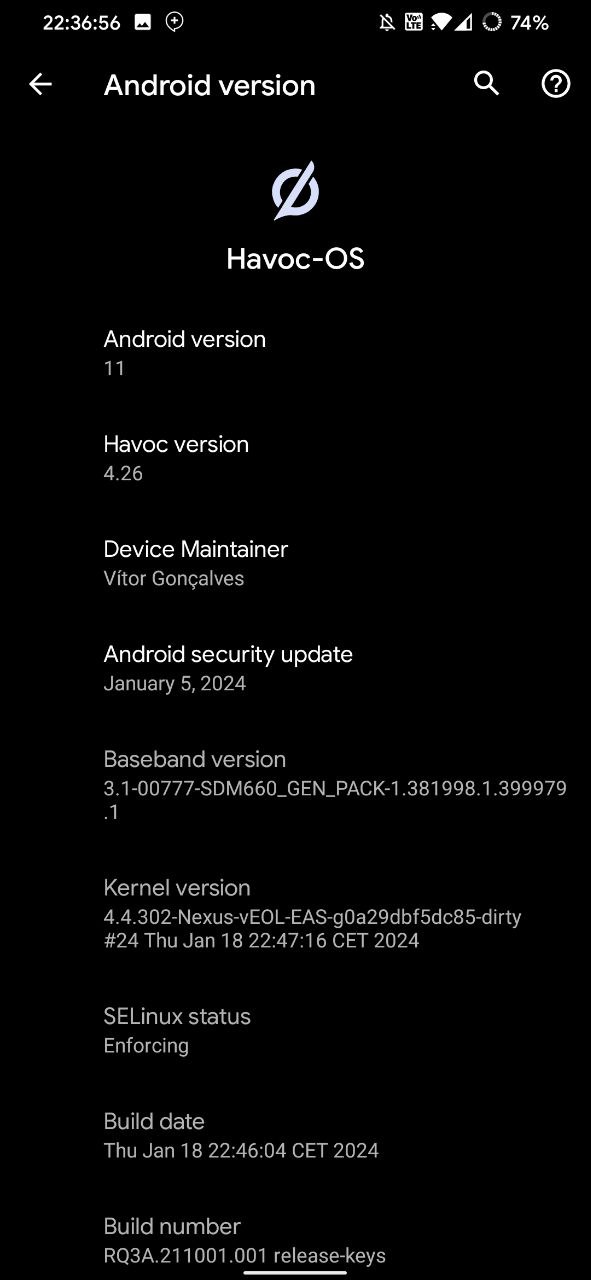 22:36:56 Vo) LTE 74%
Android version
Havoc-OS
Android version
11
Havoc version
4.26
Device Maintainer
Vítor Gonçalves
Android security update
January 5, 2024
Baseband version
3.1-00777-SDM660_GEN_PACK-1.381998.1.399979
.1
Kernel version
4.4.302-Nexus-vEOL-EAS-g0a29dbf5dc85-dirty
#24 Thu Jan 18 22:47:16 CET 2024
SELinux status
Enforcing
Build date
Thu Jan 18 22:46:04 CET 2024
Build number
RQ3A.211001.001 release-keys